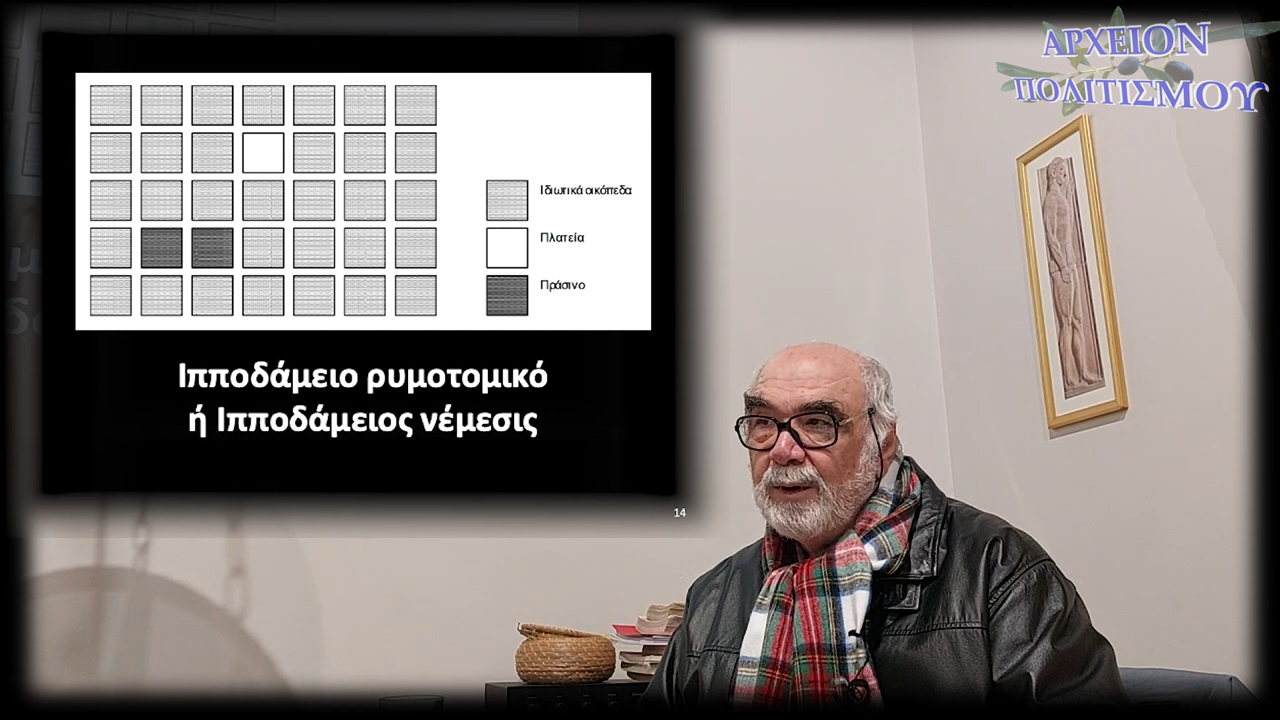 ΑΡΧΕΙΟΝ
ΠΟΛΙΤΙΣΜΟΥ
Ιδιωτικά οικόπεδα
Πλατεία
Πράσινο
Ιπποδάμειο ρυμοτομικό
ή Ιπποδάμειος νέμεσις
14